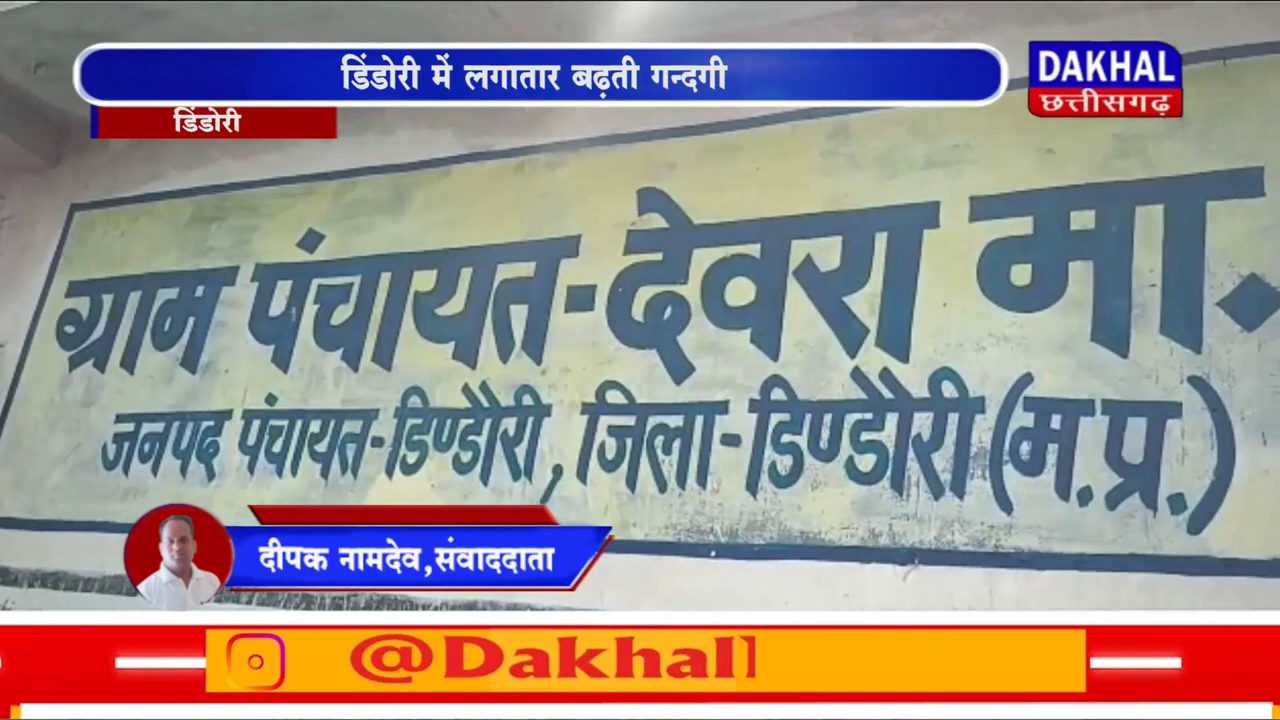 डिंडोरी में लगातार बढ़ती गन्दगी
DAKHAL
छत्तीसगढ़
डिंडोरी
ग्राम पंचायत-देवरा मा.
जनपद पंचायत-डिण्डौरी, जिला-डिण्डौरी (म.प्र.)
दीपक नामदेव,संवाददाता
@Dakhal